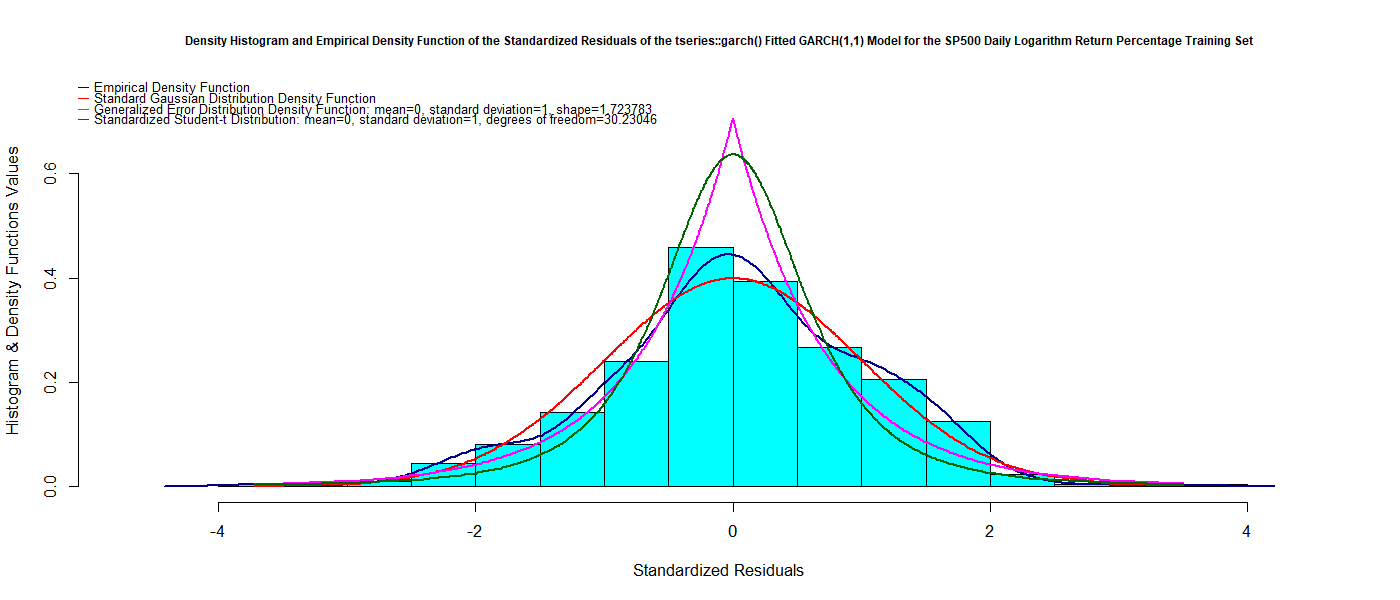 Density Histogram and Empirical Density Function of the Standardized Residuals of the tseries::garch() Fitted GARCH(1,1) Model for the SP500 Daily Logarithm Return Percentage Training Set
Empirical Density Function
Standard Gaussian Distribution Density Function
Generalized Error Distribution Density Function: mean=0, standard deviation=1, shape=1.723783
Standardized Student-t Distribution: mean=0, standard deviation=1, degrees of freedom=30.23046
Histogram & Density Functions Values
0.6
0.4
0.2
0.0
-4
-2
0
2
4
Standardized Residuals